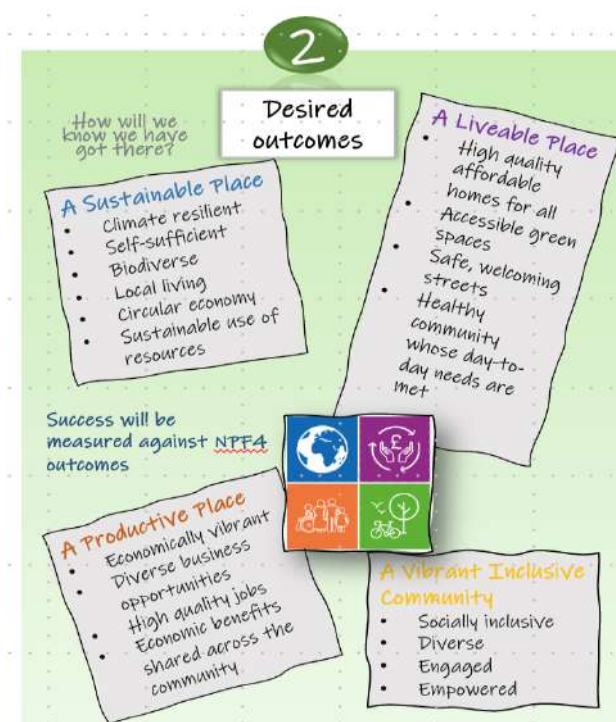 2
Desired
outcomes
How will we
know we have
got there?
A Sustainable Place
• Climate resilient
• Self-sufficient
• Biodiverse
• Local living
• Circular economy
• Sustainable use of
resources
A Liveable Place
• High quality
affordable
homes for all
• Accessible green
spaces
• Safe, welcoming
streets
• Healthy
community
whose day-to-
day needs are
met
Success will be
measured against NPF4
outcomes
£
A Productive Place
• Economically vibrant
• Diverse business
opportunities
• High quality jobs
• Economic benefits
shared across the
community
A Vibrant Inclusive
Community
• Socially inclusive
• Diverse
• Engaged
• Empowered